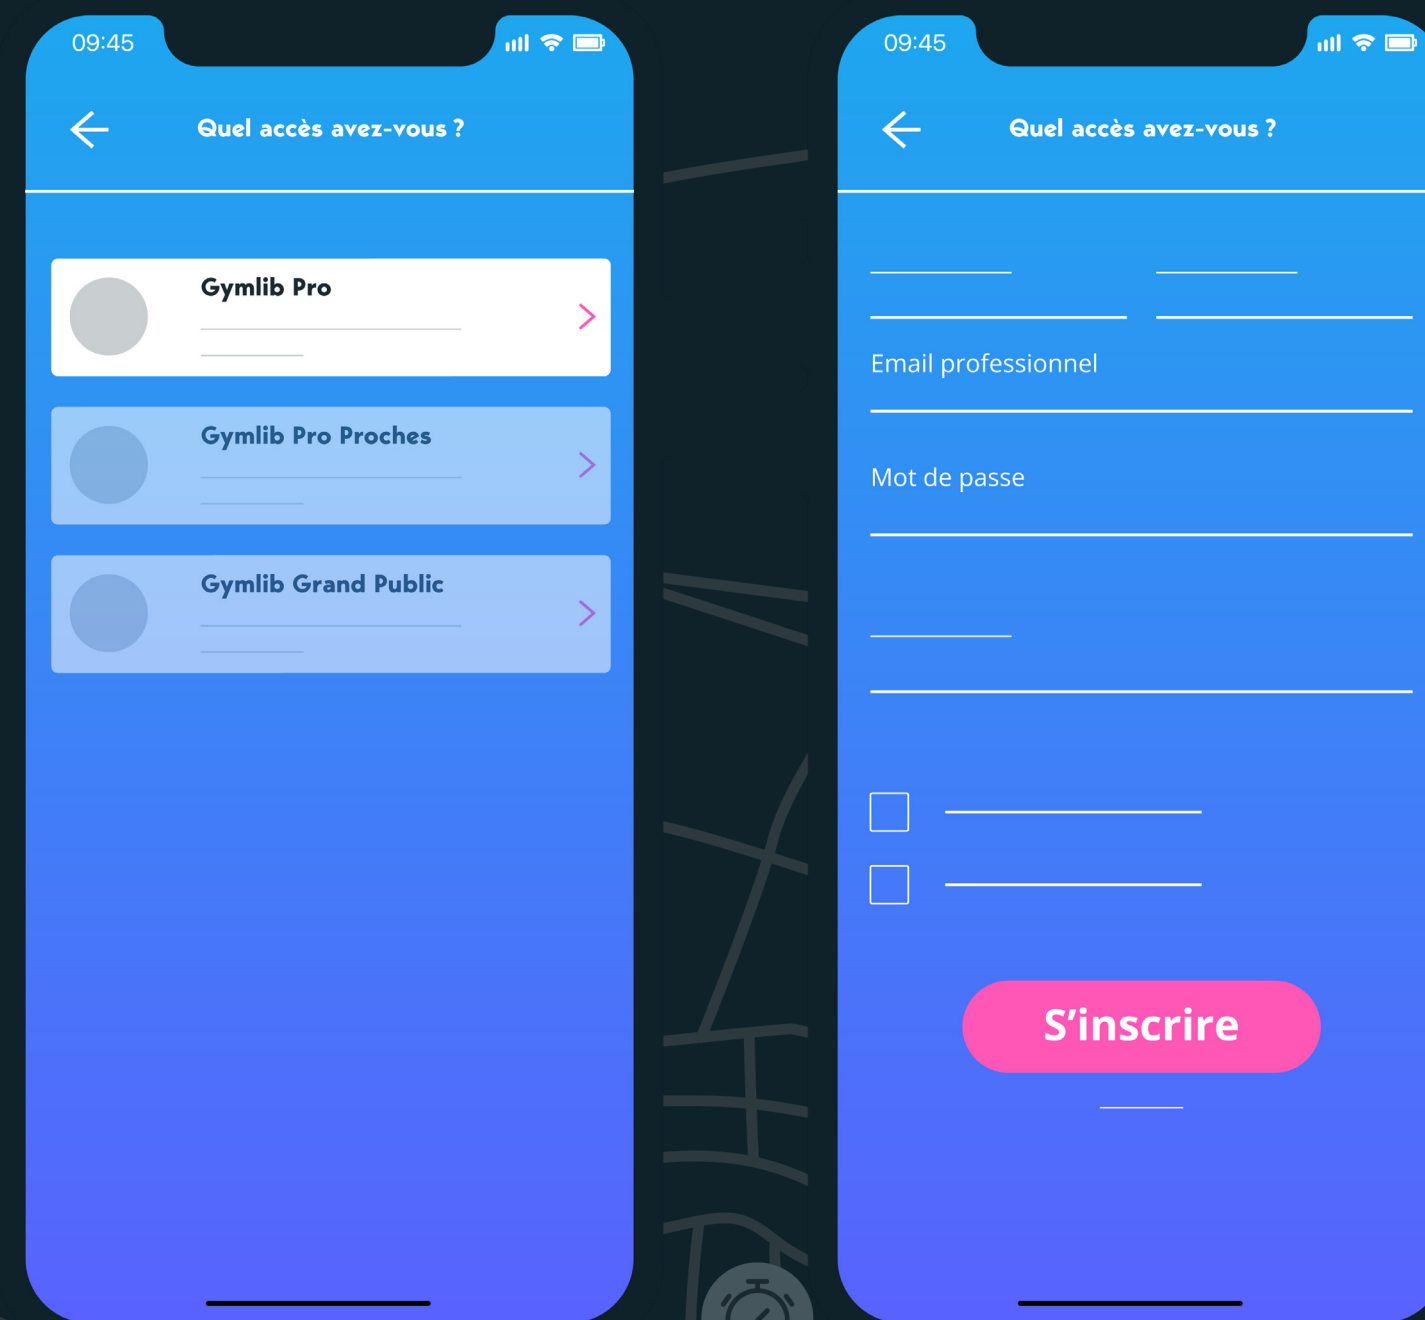 09:45
Quel accès avez-vous ?
Gymlib Pro
Gymlib Pro Proches
Gymlib Grand Public
09:45
Quel accès avez-vous ?
Email professionnel
Mot de passe
S’inscrire